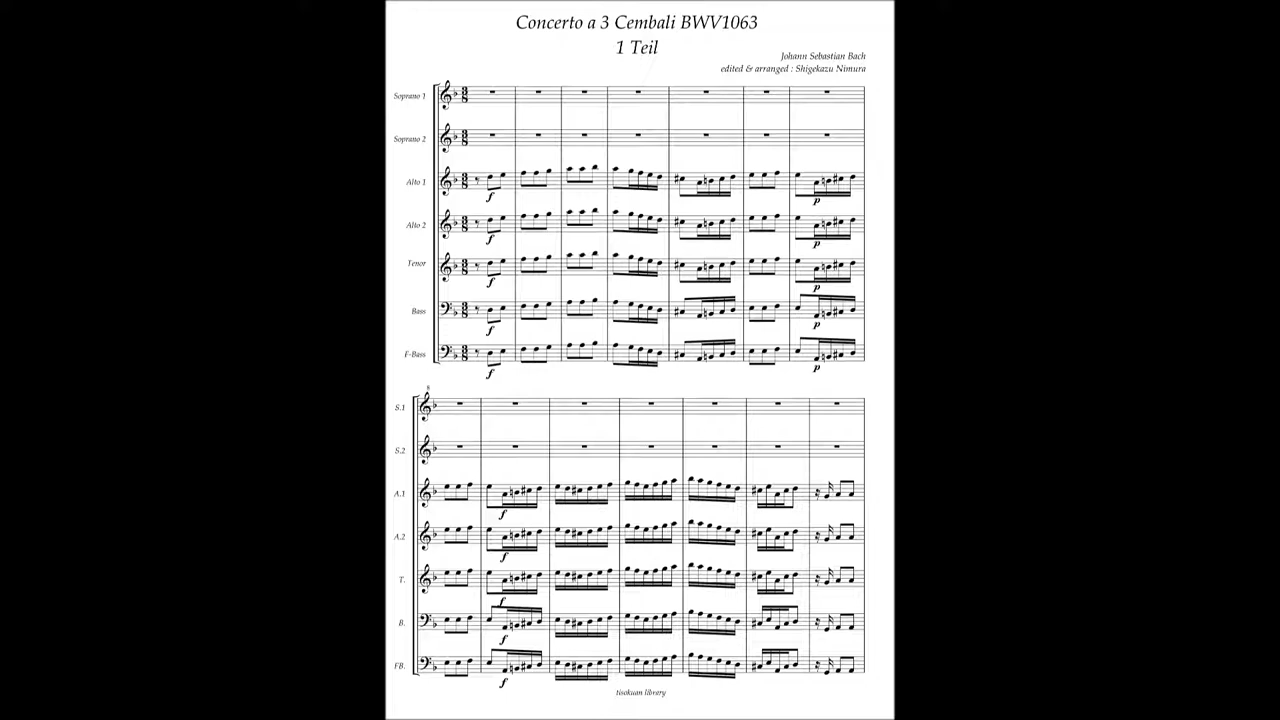 Concerto a 3 Cembali BWV1063
1 Teil
Johann Sebastian Bach
edited & arranged : Shigekazu Nimura
Soprano 1
Soprano 2
Alto 1
f
p
Alto 2
f
p
Tenor
f
p
Bass
f
p
F-Bass
f
p
8
S.1
S.2
A.1
f
A.2
f
T.
f
B.
f
FB.
f
tisokuan library